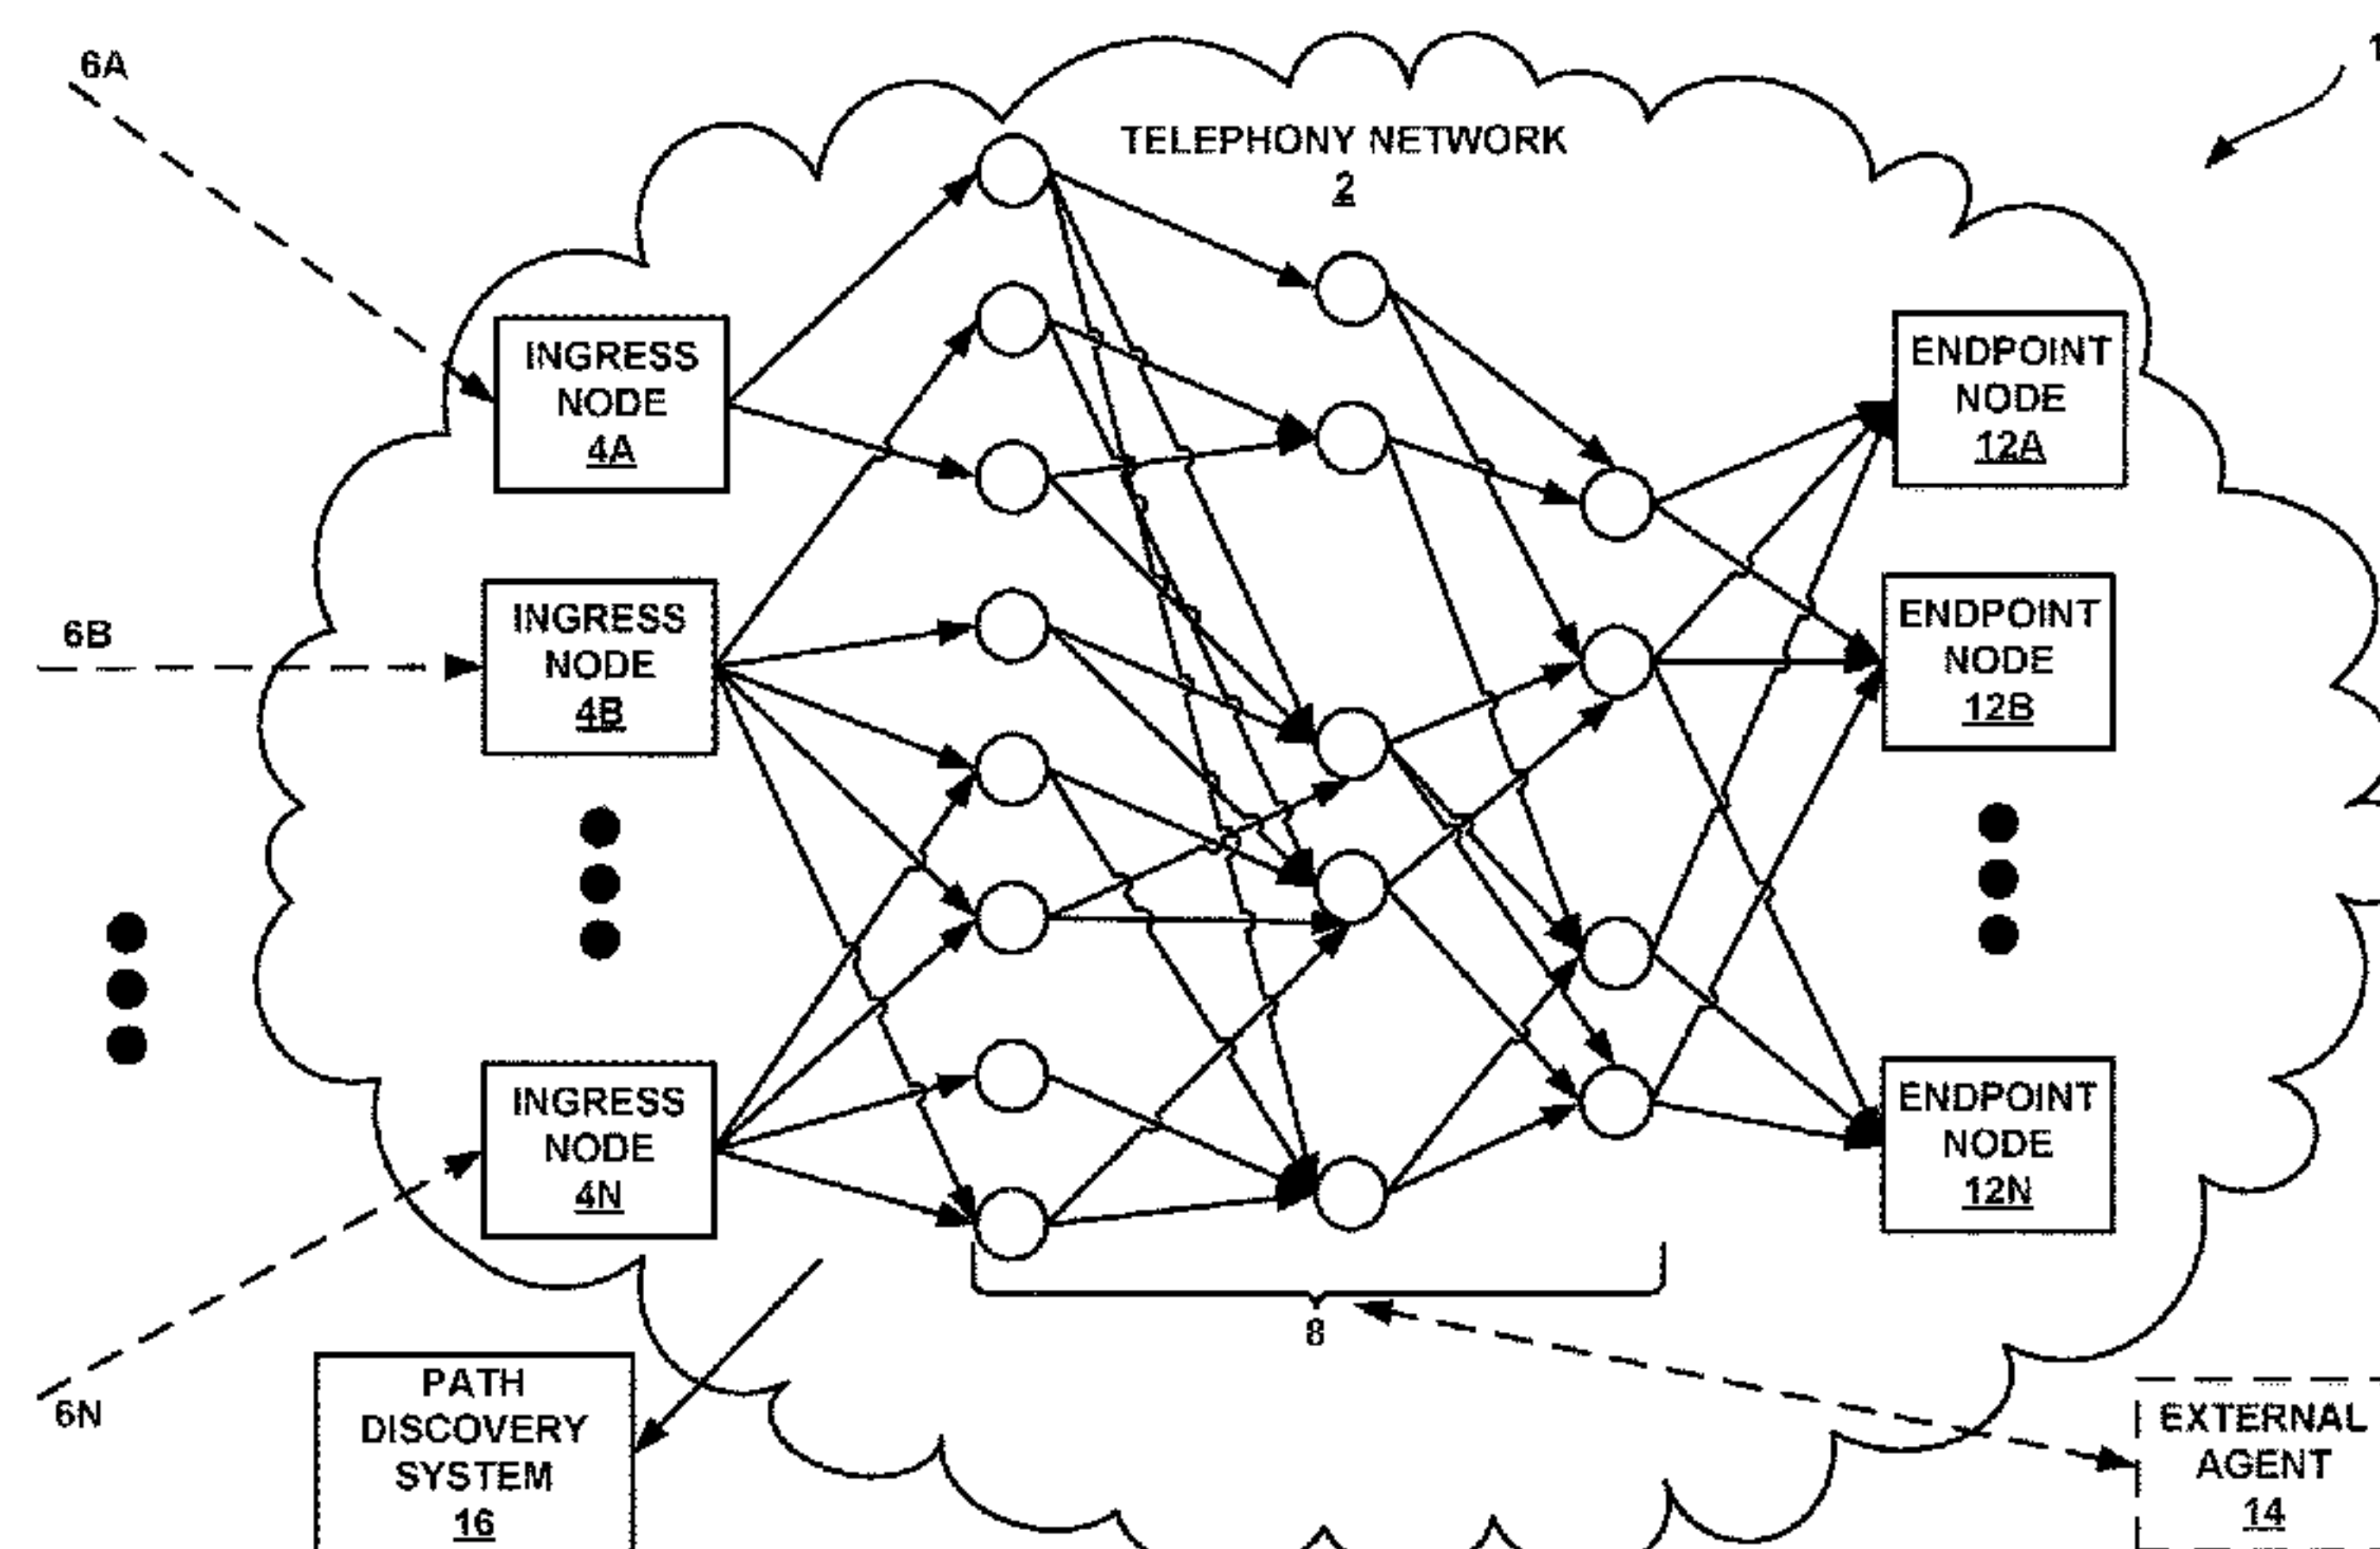 6A
1
TELEPHONY NETWORK
2
INGRESS
NODE
4A
ENDPOINT
NODE
12A
6B
INGRESS
NODE
4B
ENDPOINT
NODE
12B
INGRESS
NODE
4N
ENDPOINT
NODE
12N
8
6N
PATH
DISCOVERY
SYSTEM
16
EXTERNAL
AGENT
14